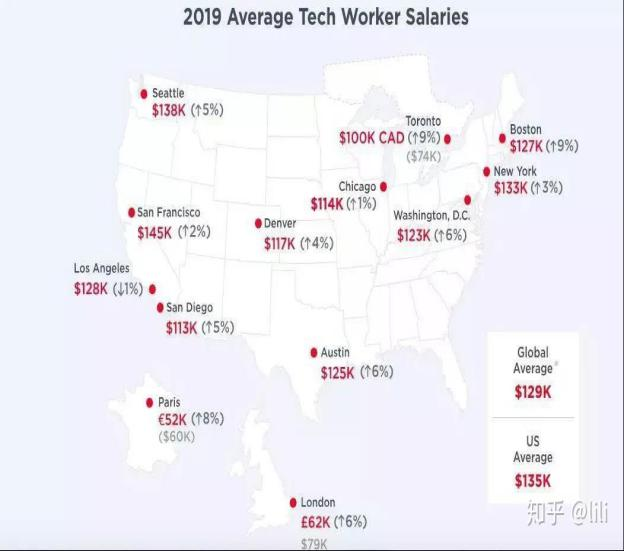 2019 Average Tech Worker Salaries
Seattle
$138K (↑5%)
Toronto
$100K CAD (↑9%)
($74K)
Boston
$127K (↑9%)
New York
$133K (↑3%)
Chicago
$114K (↑1%)
Washington, D.C.
$123K (↑6%)
San Francisco
$145K (↑2%)
Denver
$117K (↑4%)
Los Angeles
$128K (↓1%)
San Diego
$113K (↑5%)
Austin
$125K (↑6%)
Global
Average*
$129K
US
Average
$135K
Paris
€52K (↑8%)
($60K)
London
£62K (↑6%)
$79K
知乎 @lili